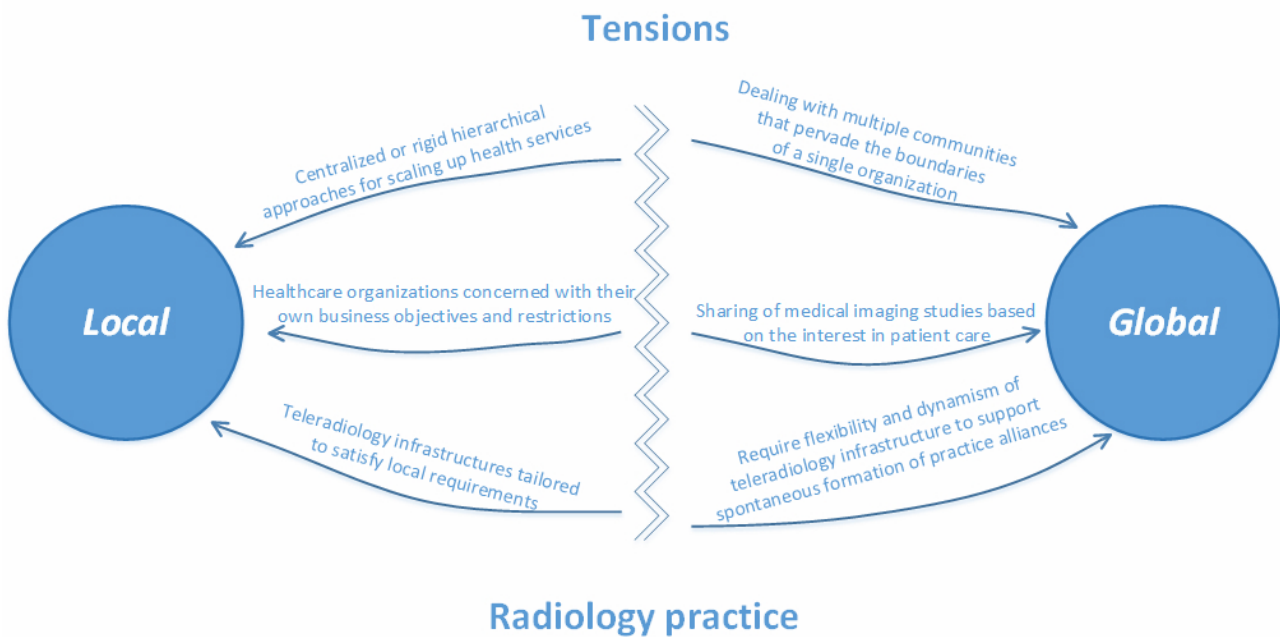 Tensions
Centralized or rigid hierarchical
approaches for scaling up health services
Dealing with multiple communities
that pervade the boundaries
of a single organization
Local
Healthcare organizations concerned with their
own business objectives and restrictions
Sharing of medical imaging studies based
on the interest in patient care
Global
Teleradiology infrastructures tailored
to satisfy local requirements
Require flexibility and dynamism of
teleradiology infrastructure to support
spontaneous formation of practice alliances
Radiology practice